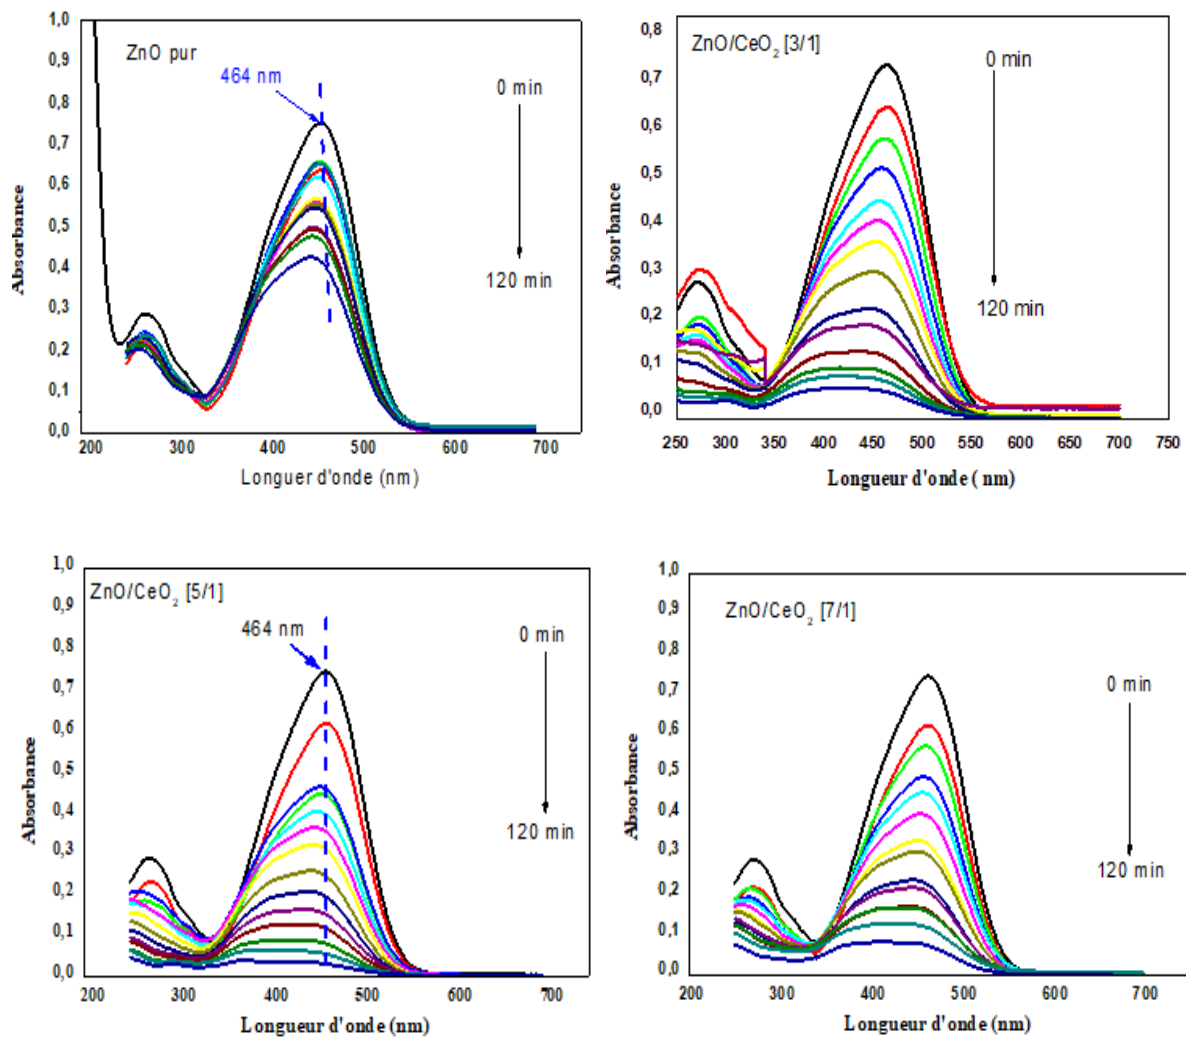 ZnO pur
464 nm
0 min
120 min
Absorbance
1,0
0,9
0,8
0,7
0,6
0,5
0,4
0,3
0,2
0,1
0,0
200 300 400 500 600 700
Longuer d'onde (nm)
ZnO/CeO₂ [3/1]
0 min
120 min
Absorbance
0,8
0,7
0,6
0,5
0,4
0,3
0,2
0,1
0,0
250 300 340 400 450 500 550 600 650 700 750
Longueur d'onde ( nm)
ZnO/CeO₂ [5/1]
464 nm
0 min
120 min
Absorbance
1,0
0,9
0,8
0,7
0,6
0,5
0,4
0,3
0,2
0,1
0,0
200 300 400 500 600 700
Longueur d'onde (nm)
ZnO/CeO₂ [7/1]
0 min
120 min
Absorbance
1,0
0,9
0,8
0,7
0,6
0,5
0,4
0,3
0,2
0,1
0,0
200 300 400 500 600 700
Longueur d'onde (nm)